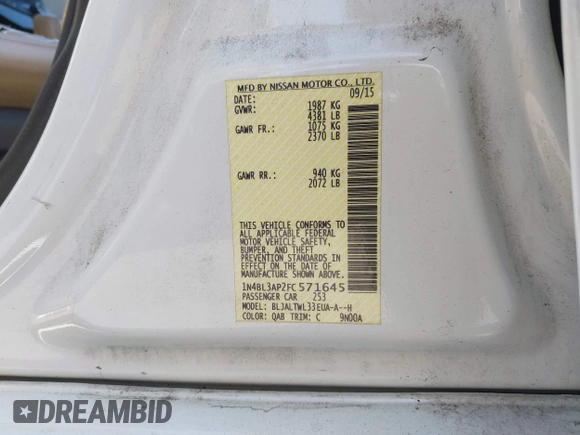 MFD BY NISSAN MOTOR CO., LTD.
DATE: 09/15
GVWR: 1987 KG
4381 LB
GAWR FR.: 1075 KG
2370 LB
GAWR RR.: 940 KG
2072 LB
THIS VEHICLE CONFORMS TO
ALL APPLICABLE FEDERAL
MOTOR VEHICLE SAFETY,
BUMPER, AND THEFT
PREVENTION STANDARDS IN
EFFECT ON THE DATE OF
MANUFACTURE SHOWN ABOVE.
1N4BL3AP2FC571645
PASSENGER CAR 253
MODEL: BLJALTWL33EUA-A--H
COLOR: QAB TRIM: C 9N00A
DREAMBID